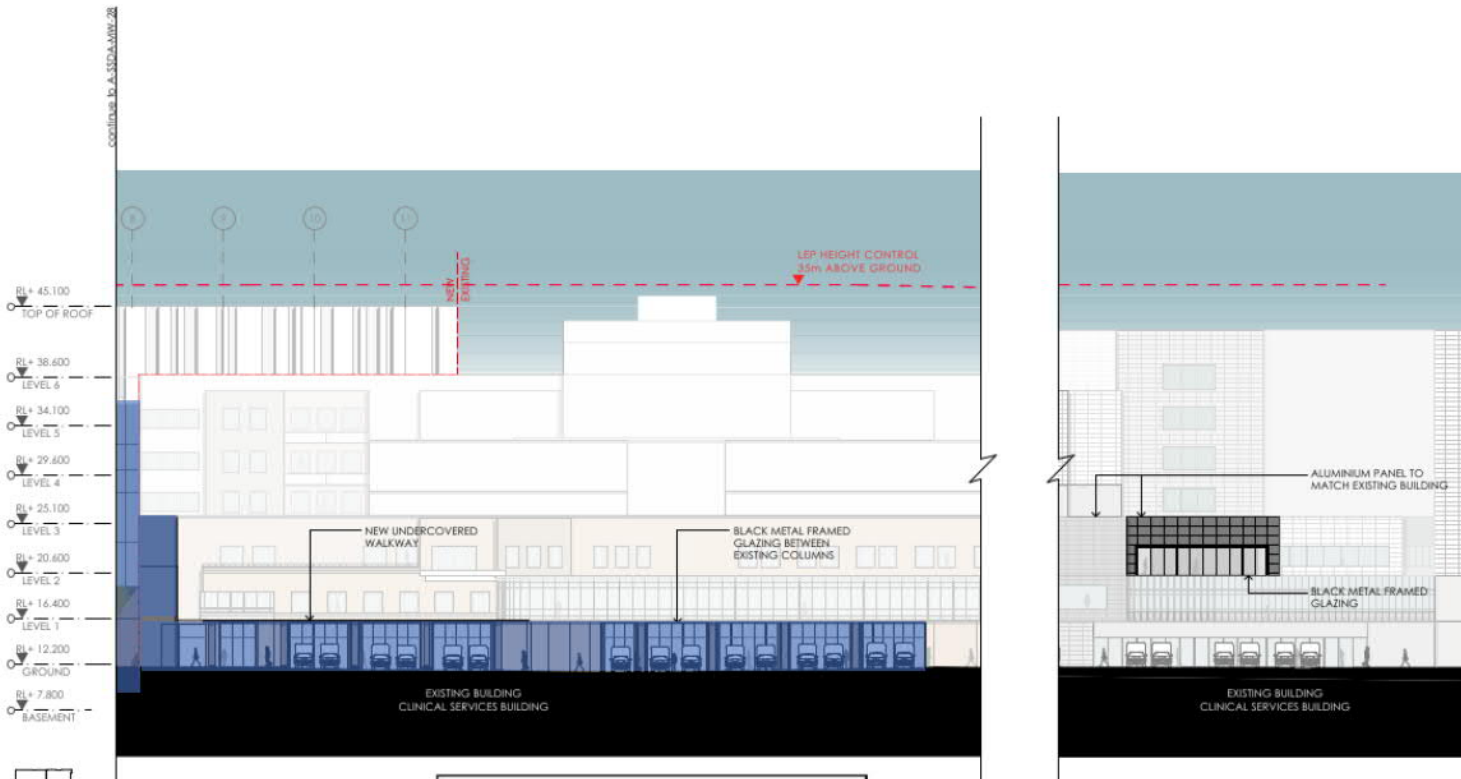 continue to A-SSDA-MW-28
8
9
10
11
NEW
EXISTING
LEP HEIGHT CONTROL
35m ABOVE GROUND
RL+ 45.100
TOP OF ROOF
RL+ 38.600
LEVEL 6
RL+ 34.100
LEVEL 5
RL+ 29.600
LEVEL 4
RL+ 25.100
LEVEL 3
RL+ 20.600
LEVEL 2
RL+ 16.400
LEVEL 1
RL+ 12.200
GROUND
RL+ 7.800
BASEMENT
NEW UNDERCOVERED
WALKWAY
BLACK METAL FRAMED
GLAZING BETWEEN
EXISTING COLUMNS
EXISTING BUILDING
CLINICAL SERVICES BUILDING
ALUMINIUM PANEL TO
MATCH EXISTING BUILDING
BLACK METAL FRAMED
GLAZING
EXISTING BUILDING
CLINICAL SERVICES BUILDING